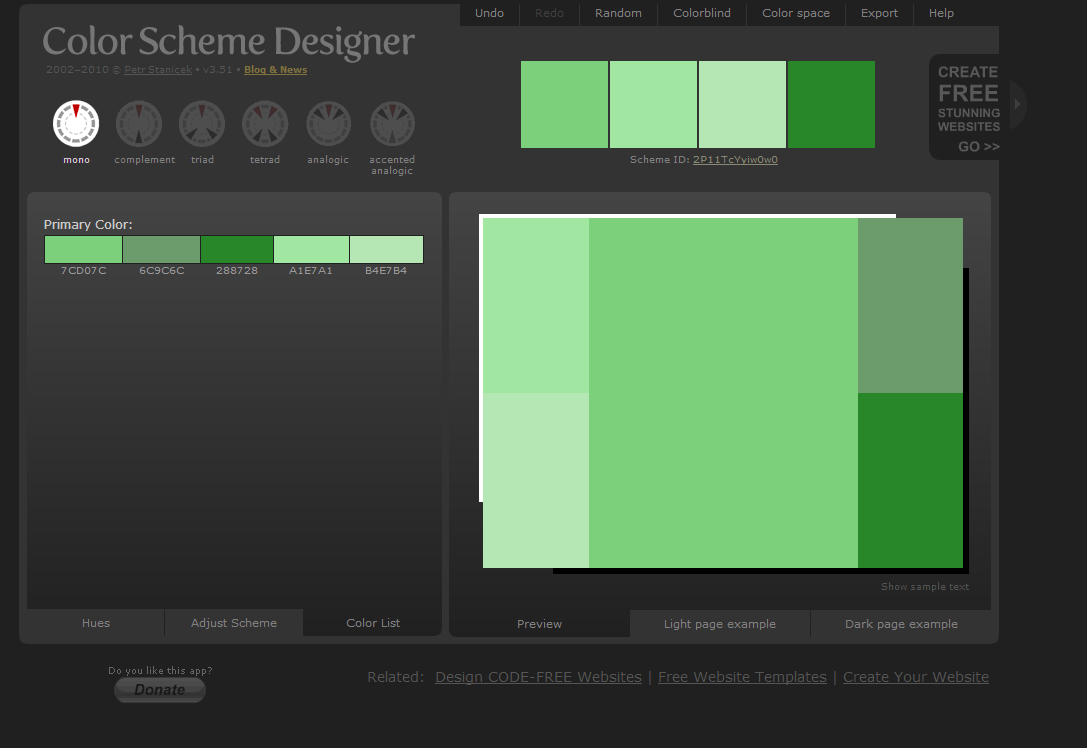 Undo Redo Random Colorblind Color space Export Help
Color Scheme Designer
2002–2010 © Petr Stanicek • v3.51 • Blog & News
CREATE
FREE
STUNNING
WEBSITES
GO >>
mono complement triad tetrad analogic accented
analogic
Scheme ID: 2P11TcYyiw0w0
Primary Color:
7CD07C 6C9C6C 288728 A1E7A1 B4E7B4
Show sample text
Hues Adjust Scheme Color List
Preview Light page example Dark page example
Do you like this app?
Donate
Related: Design CODE-FREE Websites | Free Website Templates | Create Your Website